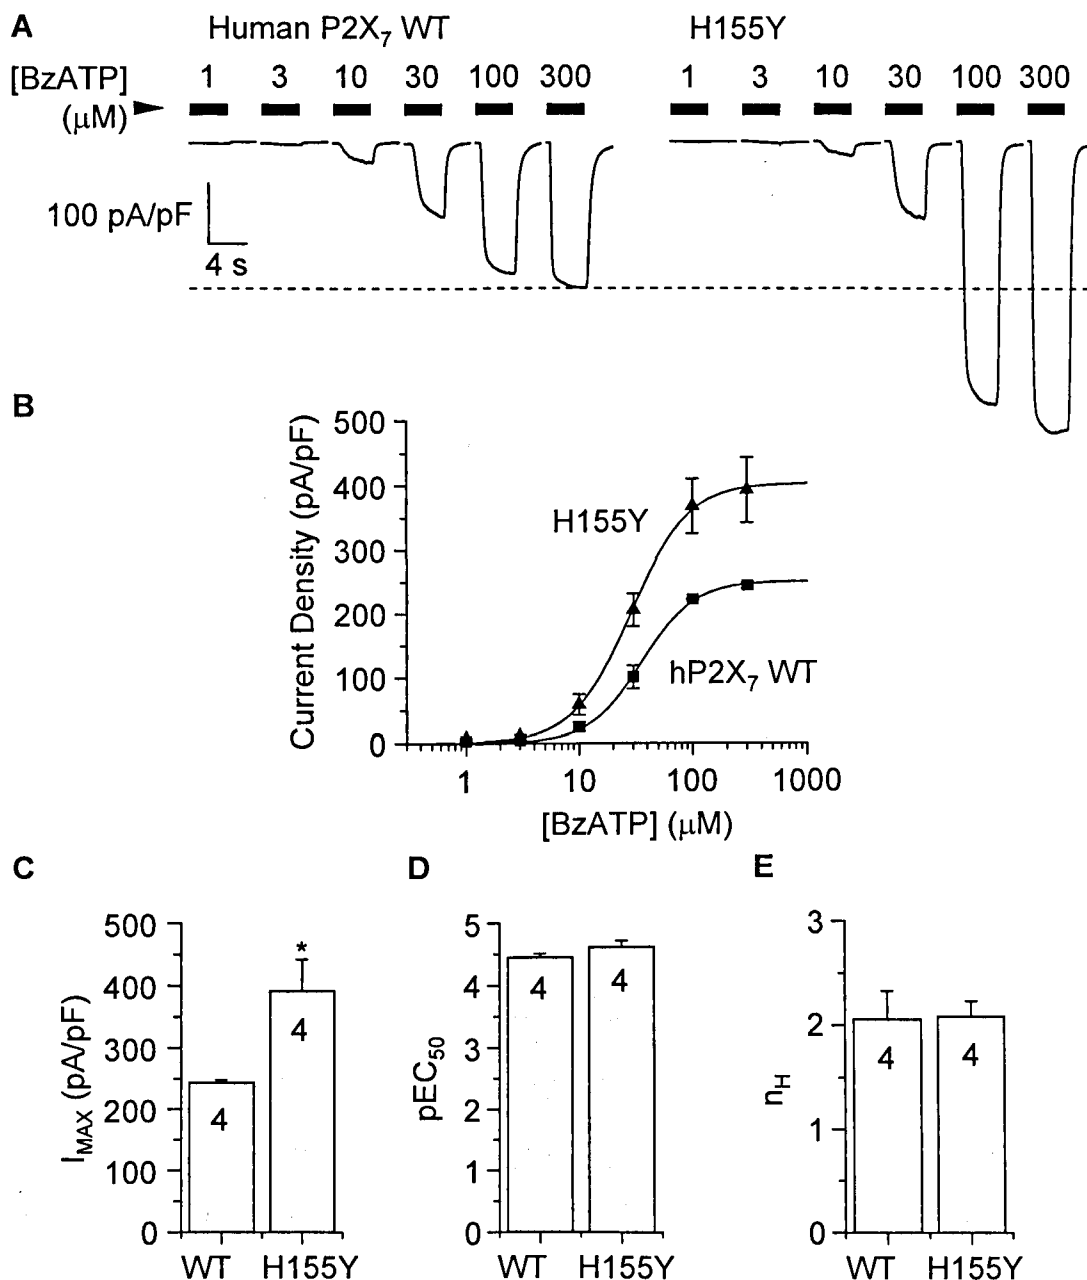 A
Human P2X7 WT
H155Y
[BzATP] 1 3 10 30 100 300 1 3 10 30 100 300
(μM)
100 pA/pF
4 s
B
Current Density (pA/pF)
500
400
300
200
100
0
H155Y
hP2X7 WT
1 10 100 1000
[BzATP] (μM)
C
IMAX (pA/pF)
500
400
300
200
100
0
*
4
4
WT H155Y
D
pEC50
5
4
3
2
1
0
4
4
WT H155Y
E
nH
3
2
1
0
4
4
WT H155Y